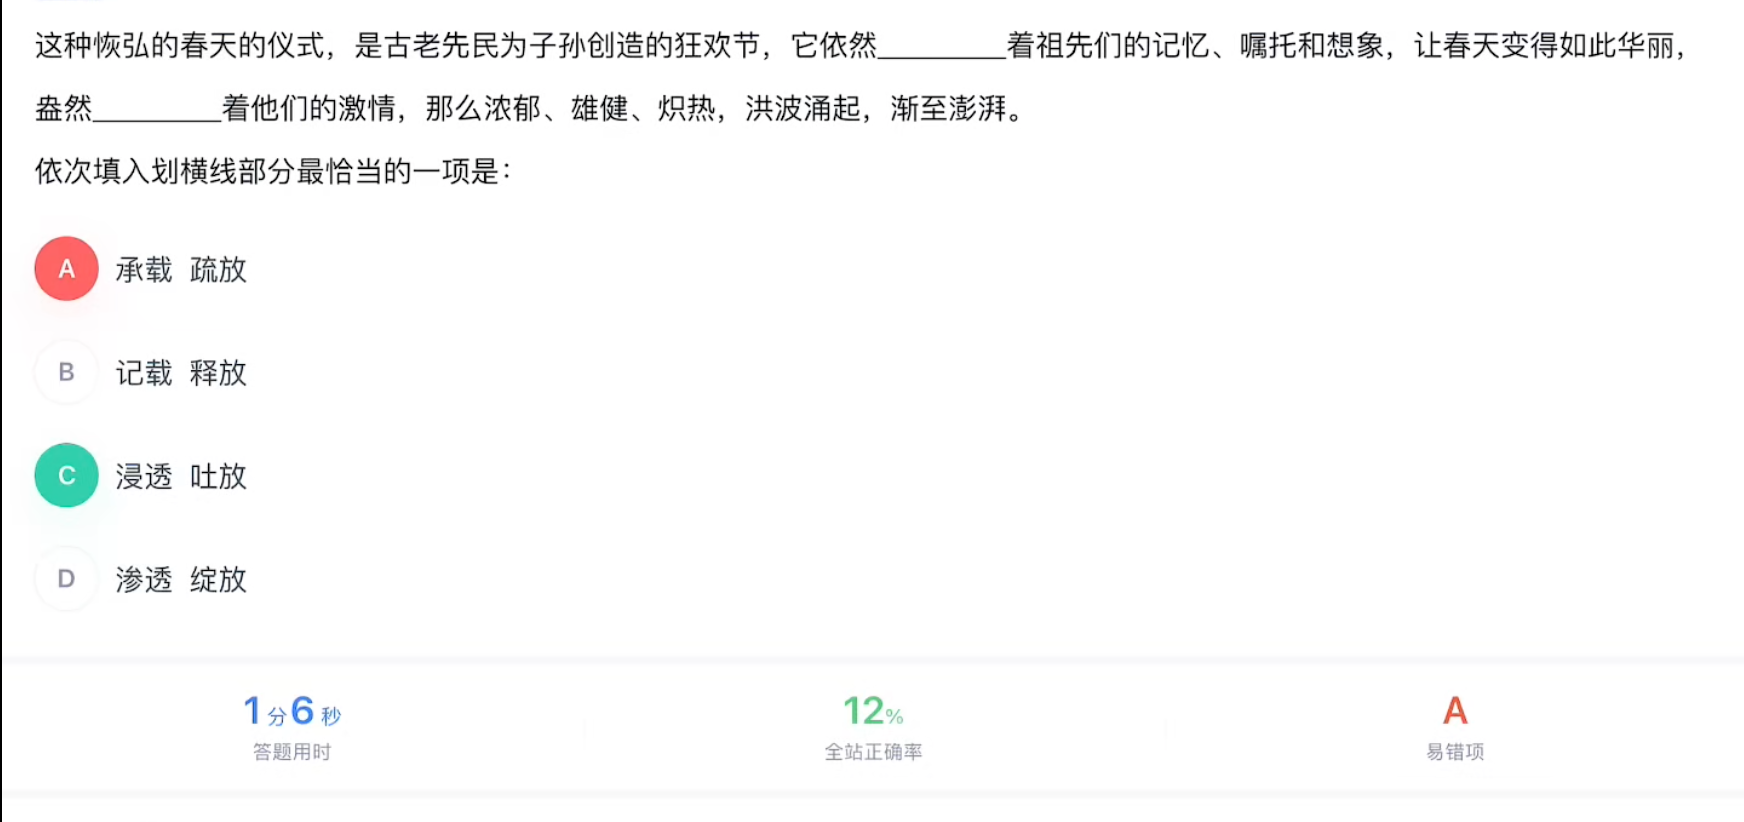 这种恢弘的春天的仪式，是古老先民为子孙创造的狂欢节，它依然_________着祖先们的记忆、嘱托和想象，让春天变得如此华丽，
盎然_________着他们的激情，那么浓郁、雄健、炽热，洪波涌起，渐至澎湃。
依次填入划横线部分最恰当的一项是：
A 承载 疏放
B 记载 释放
C 浸透 吐放
D 渗透 绽放
1分6秒 12% A
答题用时 全站正确率 易错项